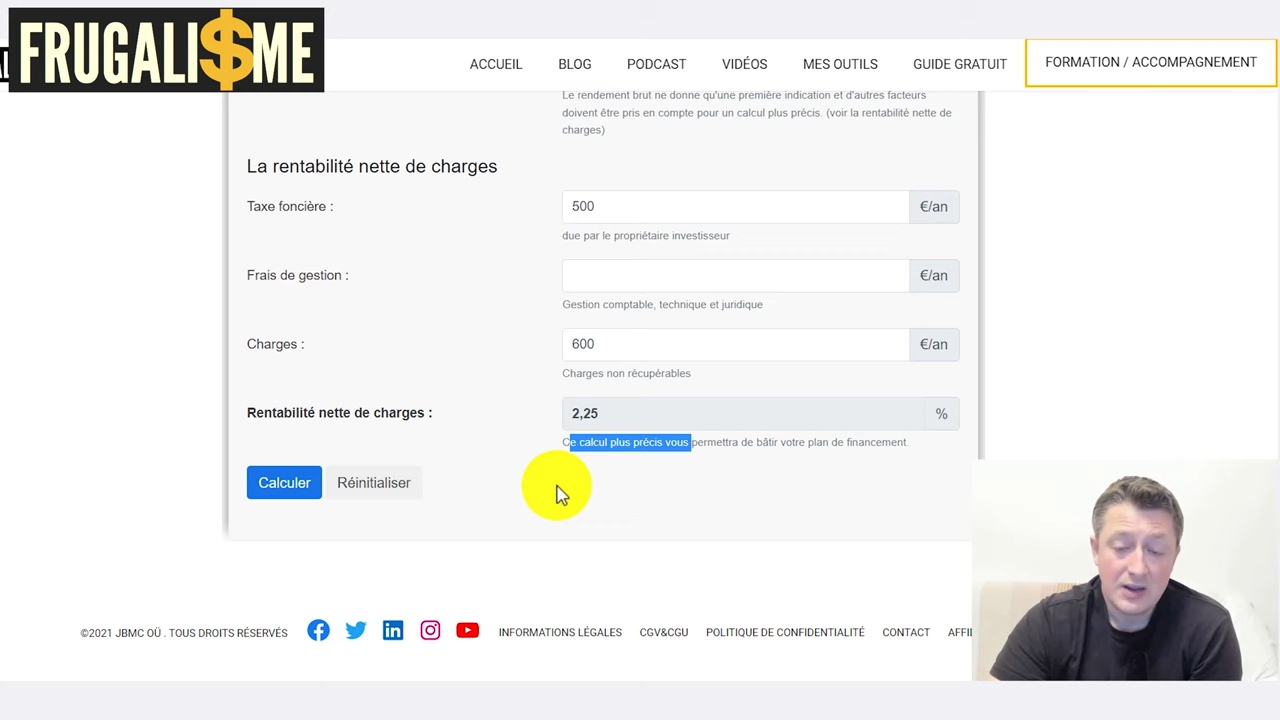 FRUGALI$ME
ACCUEIL BLOG PODCAST VIDÉOS MES OUTILS GUIDE GRATUIT FORMATION / ACCOMPAGNEMENT
Le rendement brut ne donne qu'une première indication et d'autres facteurs
doivent être pris en compte pour un calcul plus précis. (voir la rentabilité nette de
charges)
La rentabilité nette de charges
Taxe foncière : 500 €/an
due par le propriétaire investisseur
Frais de gestion : €/an
Gestion comptable, technique et juridique
Charges : 600 €/an
Charges non récupérables
Rentabilité nette de charges : 2,25 %
Ce calcul plus précis vous permettra de bâtir votre plan de financement.
Calculer Réinitialiser
©2021 JBMC OÜ . TOUS DROITS RÉSERVÉS INFORMATIONS LÉGALES CGV&CGU POLITIQUE DE CONFIDENTIALITÉ CONTACT AFFI